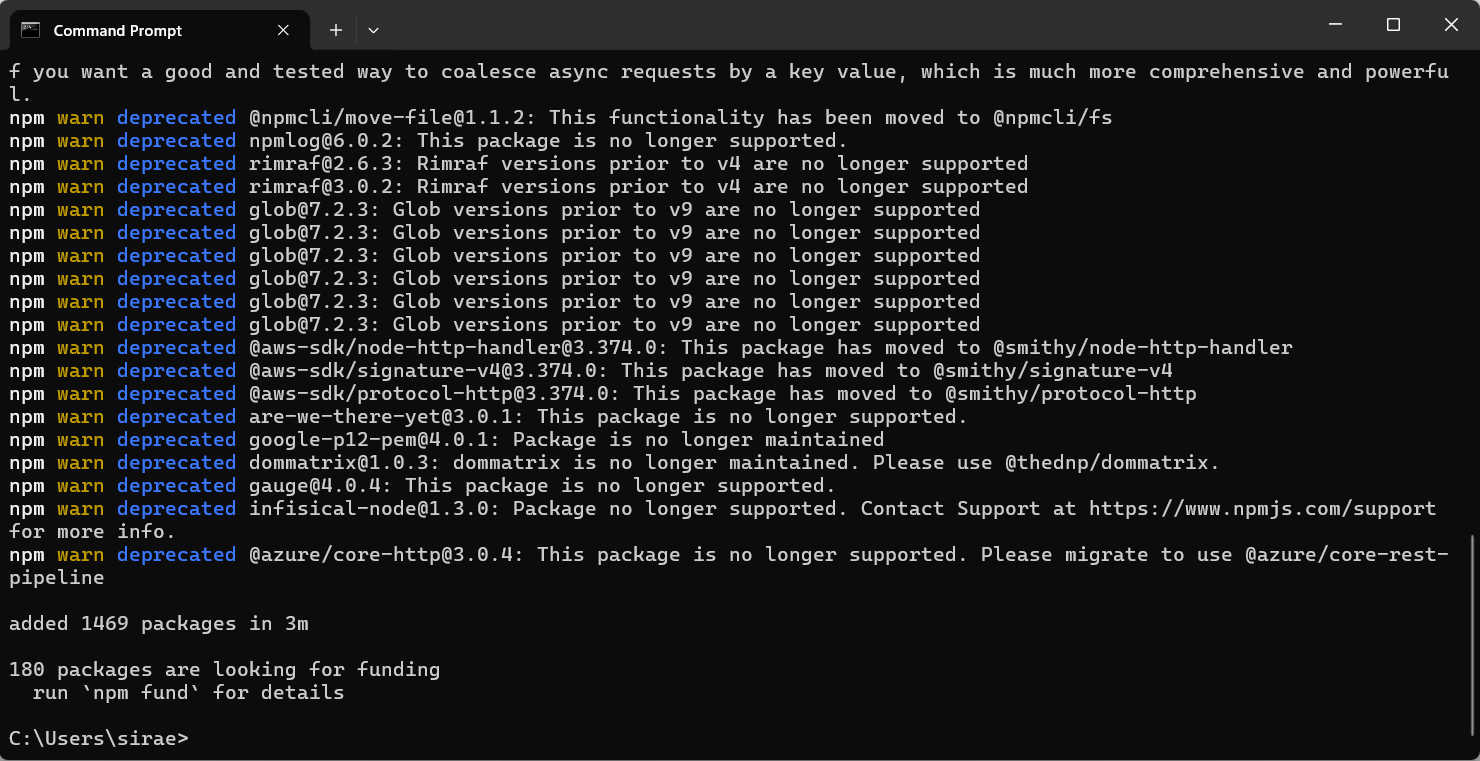 Command Prompt
f you want a good and tested way to coalesce async requests by a key value, which is much more comprehensive and powerfu
l.
npm warn deprecated @npmcli/move-file@1.1.2: This functionality has been moved to @npmcli/fs
npm warn deprecated npmlog@6.0.2: This package is no longer supported.
npm warn deprecated rimraf@2.6.3: Rimraf versions prior to v4 are no longer supported
npm warn deprecated rimraf@3.0.2: Rimraf versions prior to v4 are no longer supported
npm warn deprecated glob@7.2.3: Glob versions prior to v9 are no longer supported
npm warn deprecated glob@7.2.3: Glob versions prior to v9 are no longer supported
npm warn deprecated glob@7.2.3: Glob versions prior to v9 are no longer supported
npm warn deprecated glob@7.2.3: Glob versions prior to v9 are no longer supported
npm warn deprecated glob@7.2.3: Glob versions prior to v9 are no longer supported
npm warn deprecated glob@7.2.3: Glob versions prior to v9 are no longer supported
npm warn deprecated @aws-sdk/node-http-handler@3.374.0: This package has moved to @smithy/node-http-handler
npm warn deprecated @aws-sdk/signature-v4@3.374.0: This package has moved to @smithy/signature-v4
npm warn deprecated @aws-sdk/protocol-http@3.374.0: This package has moved to @smithy/protocol-http
npm warn deprecated are-we-there-yet@3.0.1: This package is no longer supported.
npm warn deprecated google-p12-pem@4.0.1: Package is no longer maintained
npm warn deprecated dommatrix@1.0.3: dommatrix is no longer maintained. Please use @thednp/dommatrix.
npm warn deprecated gauge@4.0.4: This package is no longer supported.
npm warn deprecated infisical-node@1.3.0: Package no longer supported. Contact Support at https://www.npmjs.com/support
for more info.
npm warn deprecated @azure/core-http@3.0.4: This package is no longer supported. Please migrate to use @azure/core-rest-
pipeline
added 1469 packages in 3m
180 packages are looking for funding
  run `npm fund` for details
C:\Users\sirae>